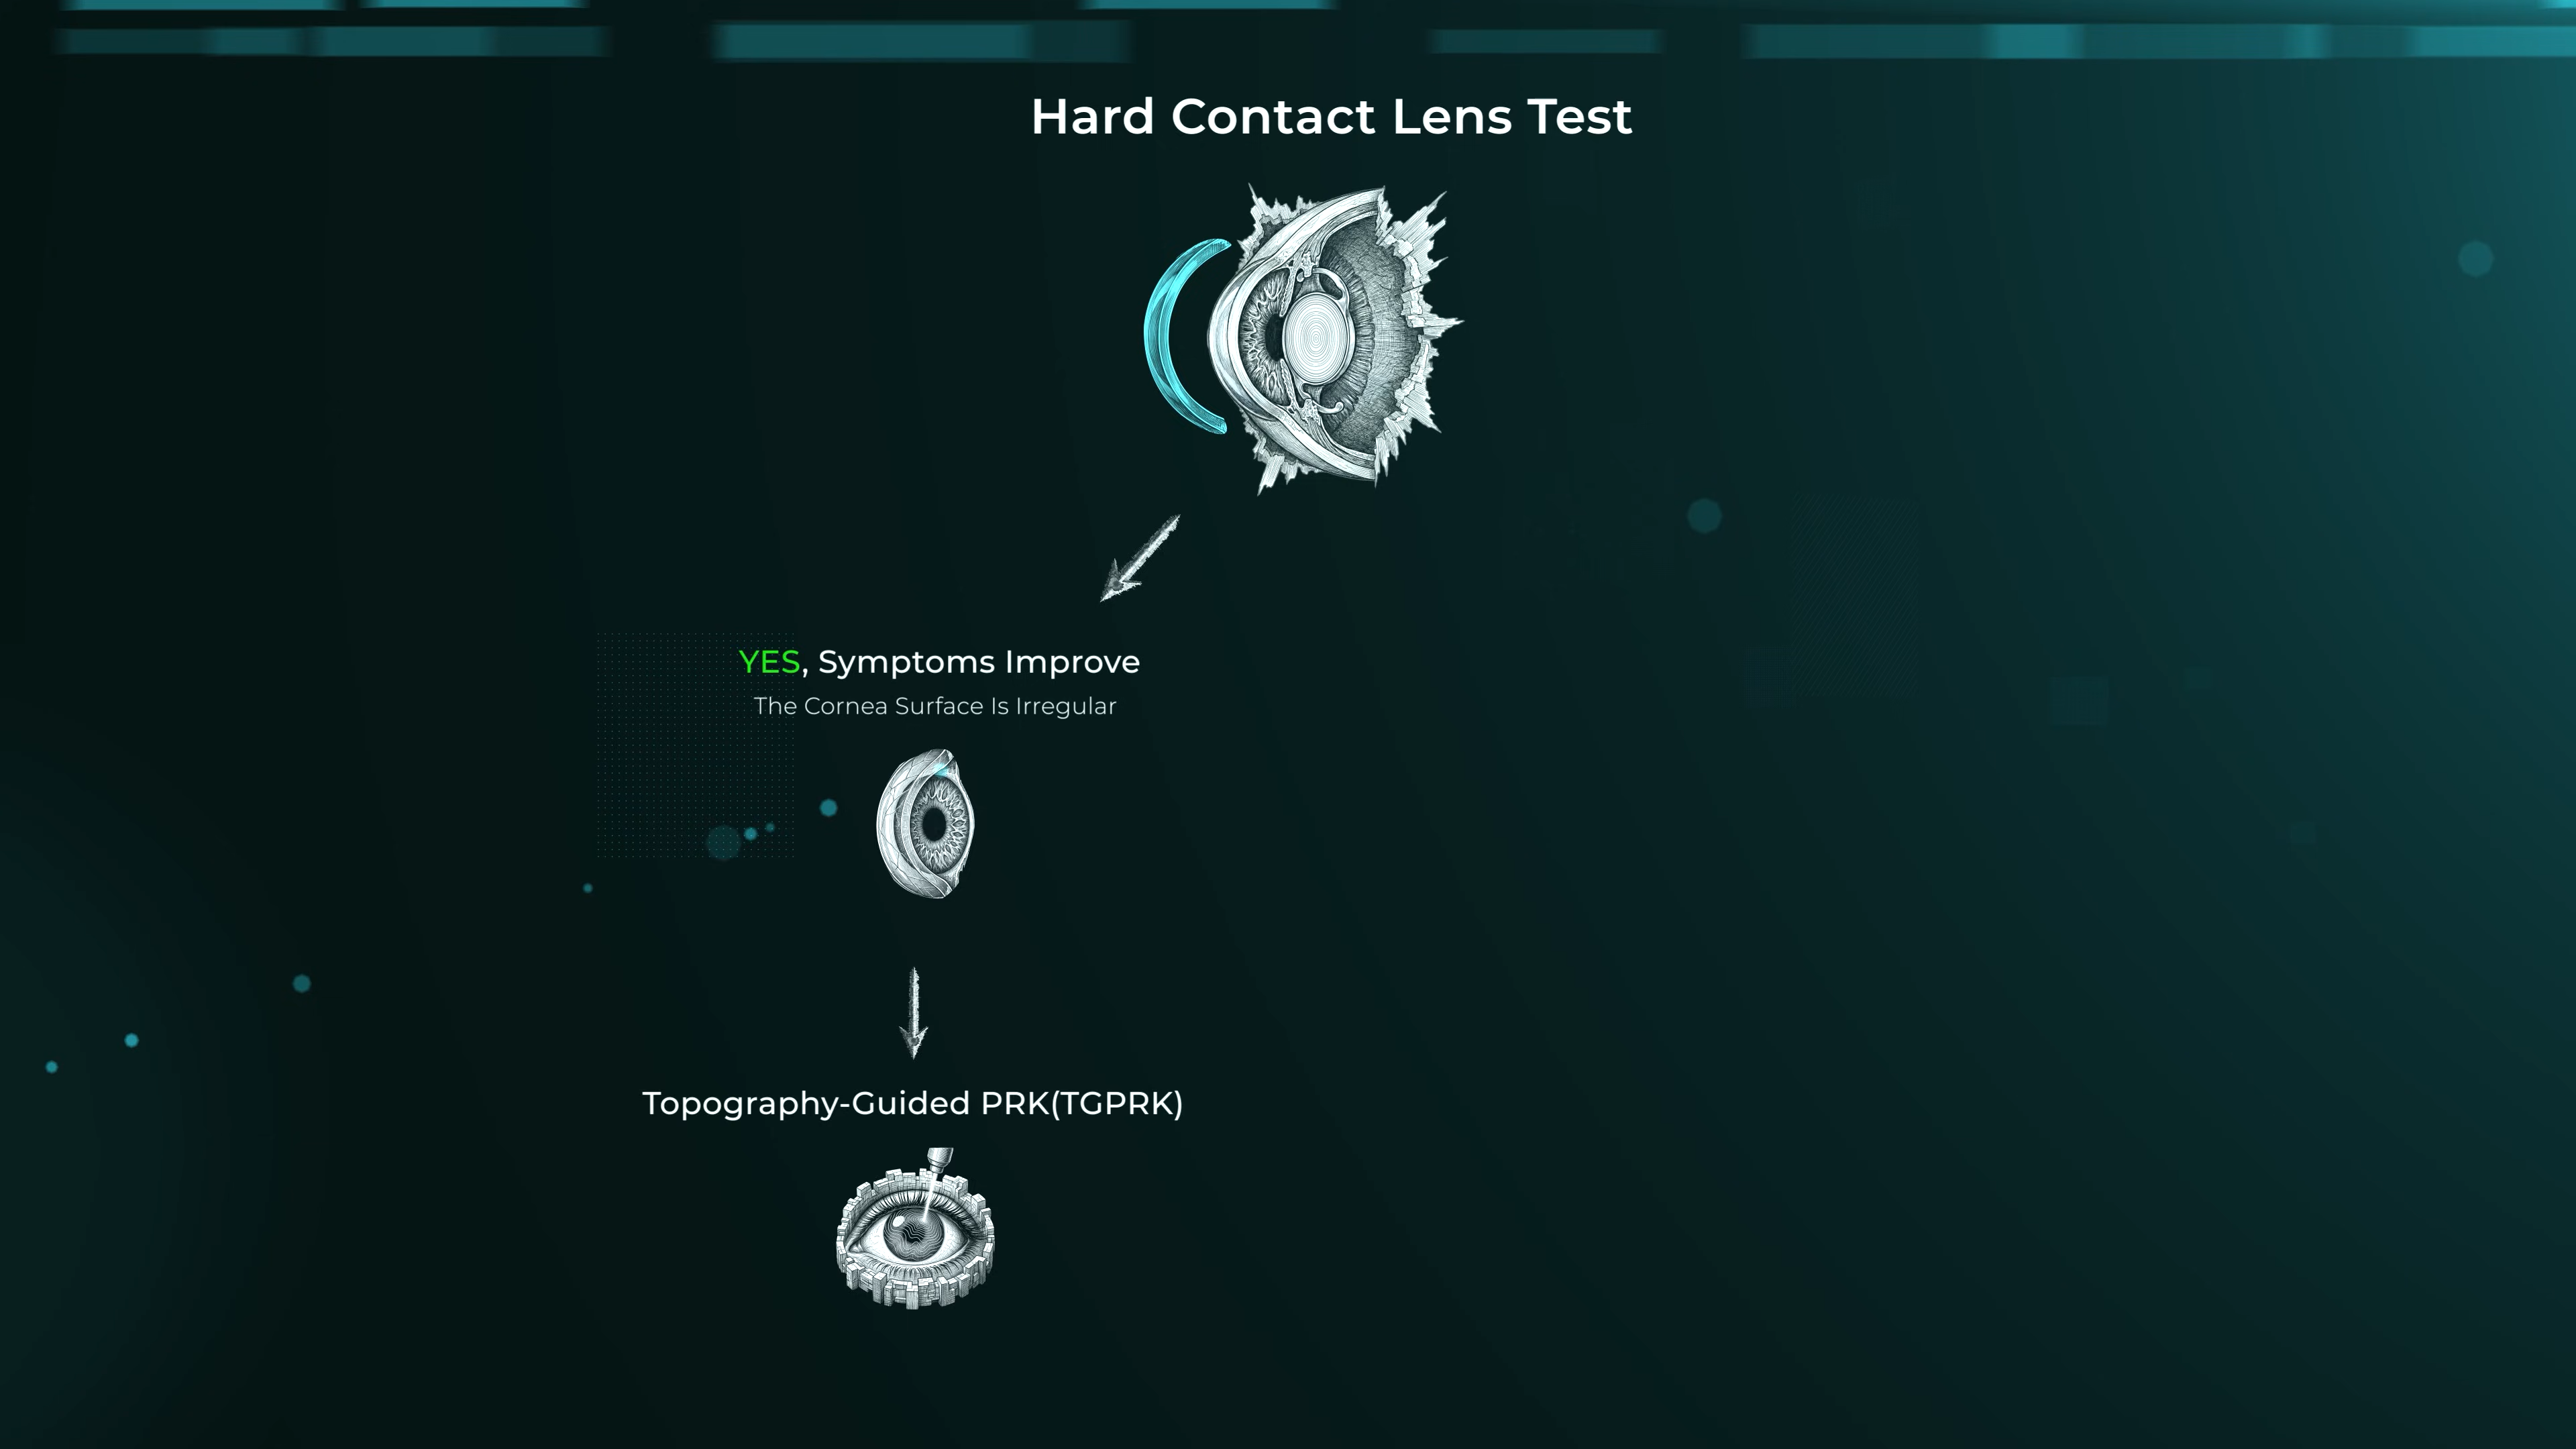 Hard Contact Lens Test
YES, Symptoms Improve
The Cornea Surface Is Irregular
Topography-Guided PRK(TGPRK)